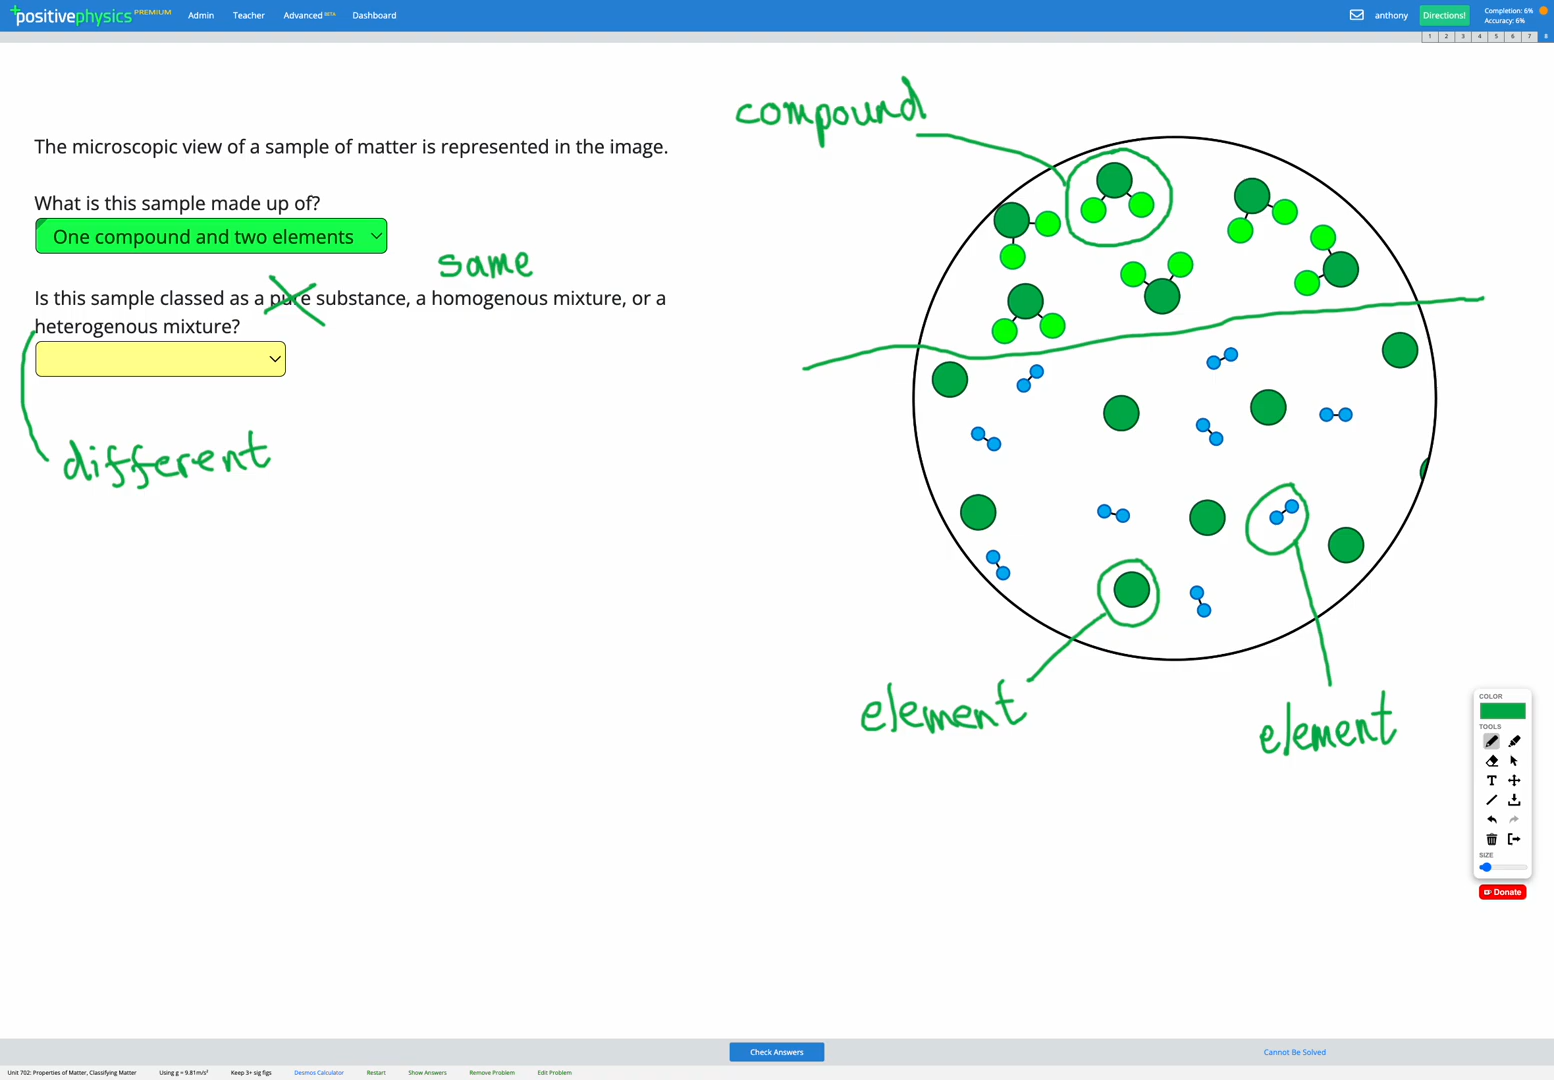 positivephysics PREMIUM
Admin
Teacher
Advanced BETA
Dashboard
anthony
Directions!
Completion: 6%
Accuracy: 6%
1 2 3 4 5 6 7 8
compound
The microscopic view of a sample of matter is represented in the image.
What is this sample made up of?
One compound and two elements
same
Is this sample classed as a pure substance, a homogenous mixture, or a
heterogenous mixture?
different
element
element
COLOR
TOOLS
T
SIZE
Donate
Check Answers
Cannot Be Solved
Unit 702: Properties of Matter, Classifying Matter
Using g = 9.81m/s²
Keep 3+ sig figs
Desmos Calculator
Restart
Show Answers
Remove Problem
Edit Problem